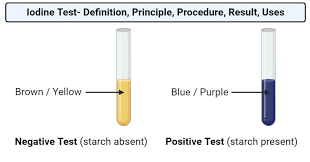 Iodine Test- Definition, Principle, Procedure, Result, Uses
Brown / Yellow
Blue / Purple
Negative Test (starch absent)
Positive Test (starch present)